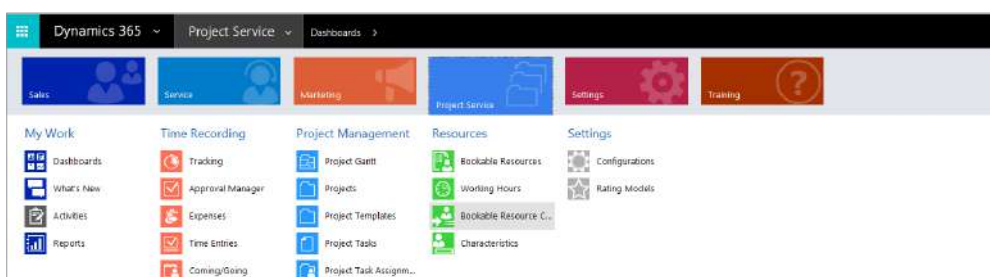 Dynamics 365 Project Service Dashboards >
Sales Service Marketing Project Service Settings Training
My Work Time Recording Project Management Resources Settings
Dashboards Tracking Project Gantt Bookable Resources Configurations
What's New Approval Manager Projects Working Hours Rating Models
Activities Expenses Project Templates Bookable Resource C...
Reports Time Entries Project Tasks Characteristics
Coming/Going Project Task Assignm...